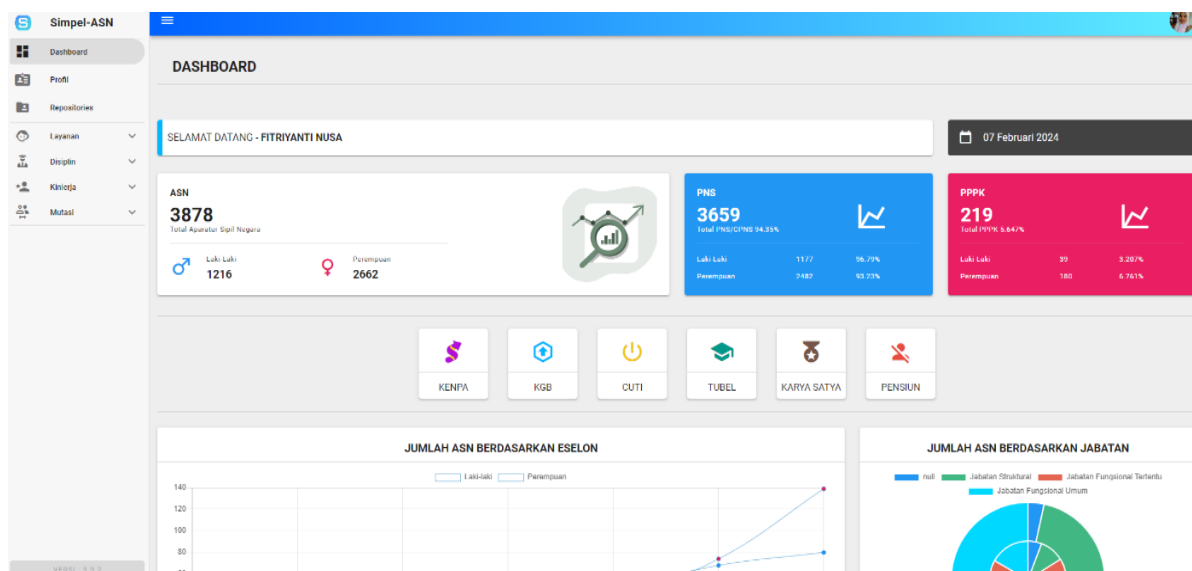 Simpel-ASN
Dashboard
Profil
Repositories
Layanan
Disiplin
Kinierja
Mutasi
DASHBOARD
SELAMAT DATANG - FITRIYANTI NUSA
07 Februari 2024
ASN
3878
Total Aparatur Sipil Negara
Laki-Laki
1216
Perempuan
2662
PNS
3659
Total PNS/CPNS 94.35%
Laki-Laki 1177 96.79%
Perempuan 2482 93.23%
PPPK
219
Total PPPK 5.647%
Laki-Laki 39 3.207%
Perempuan 180 6.761%
KENPA
KGB
CUTI
TUBEL
KARYA SATYA
PENSIUN
JUMLAH ASN BERDASARKAN ESELON
Laki-laki Perempuan
140
120
100
80
JUMLAH ASN BERDASARKAN JABATAN
null Jabatan Struktural Jabatan Fungsional Tertentu
Jabatan Fungsional Umum